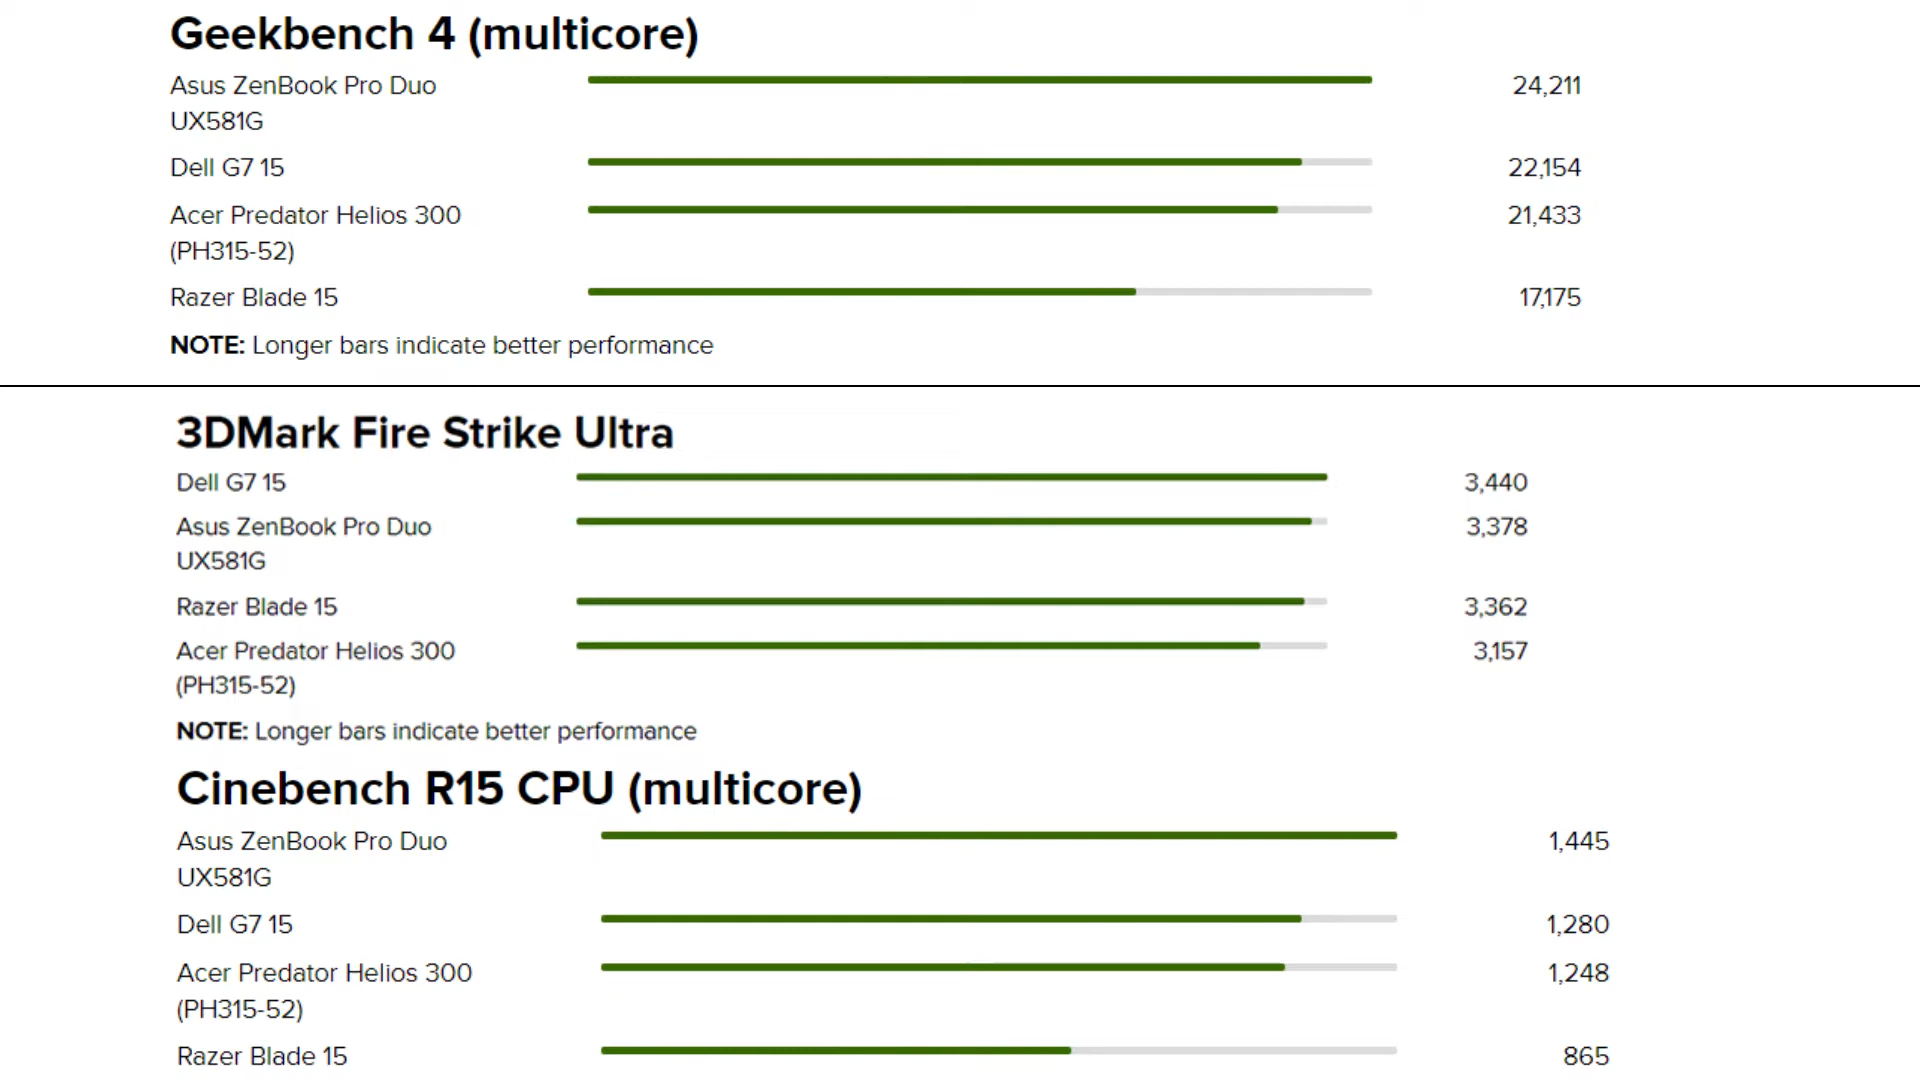 Geekbench 4 (multicore)
Asus ZenBook Pro Duo 24,211
UX581G
Dell G7 15 22,154
Acer Predator Helios 300 21,433
(PH315-52)
Razer Blade 15 17,175
NOTE: Longer bars indicate better performance
3DMark Fire Strike Ultra
Dell G7 15 3,440
Asus ZenBook Pro Duo 3,378
UX581G
Razer Blade 15 3,362
Acer Predator Helios 300 3,157
(PH315-52)
NOTE: Longer bars indicate better performance
Cinebench R15 CPU (multicore)
Asus ZenBook Pro Duo 1,445
UX581G
Dell G7 15 1,280
Acer Predator Helios 300 1,248
(PH315-52)
Razer Blade 15 865